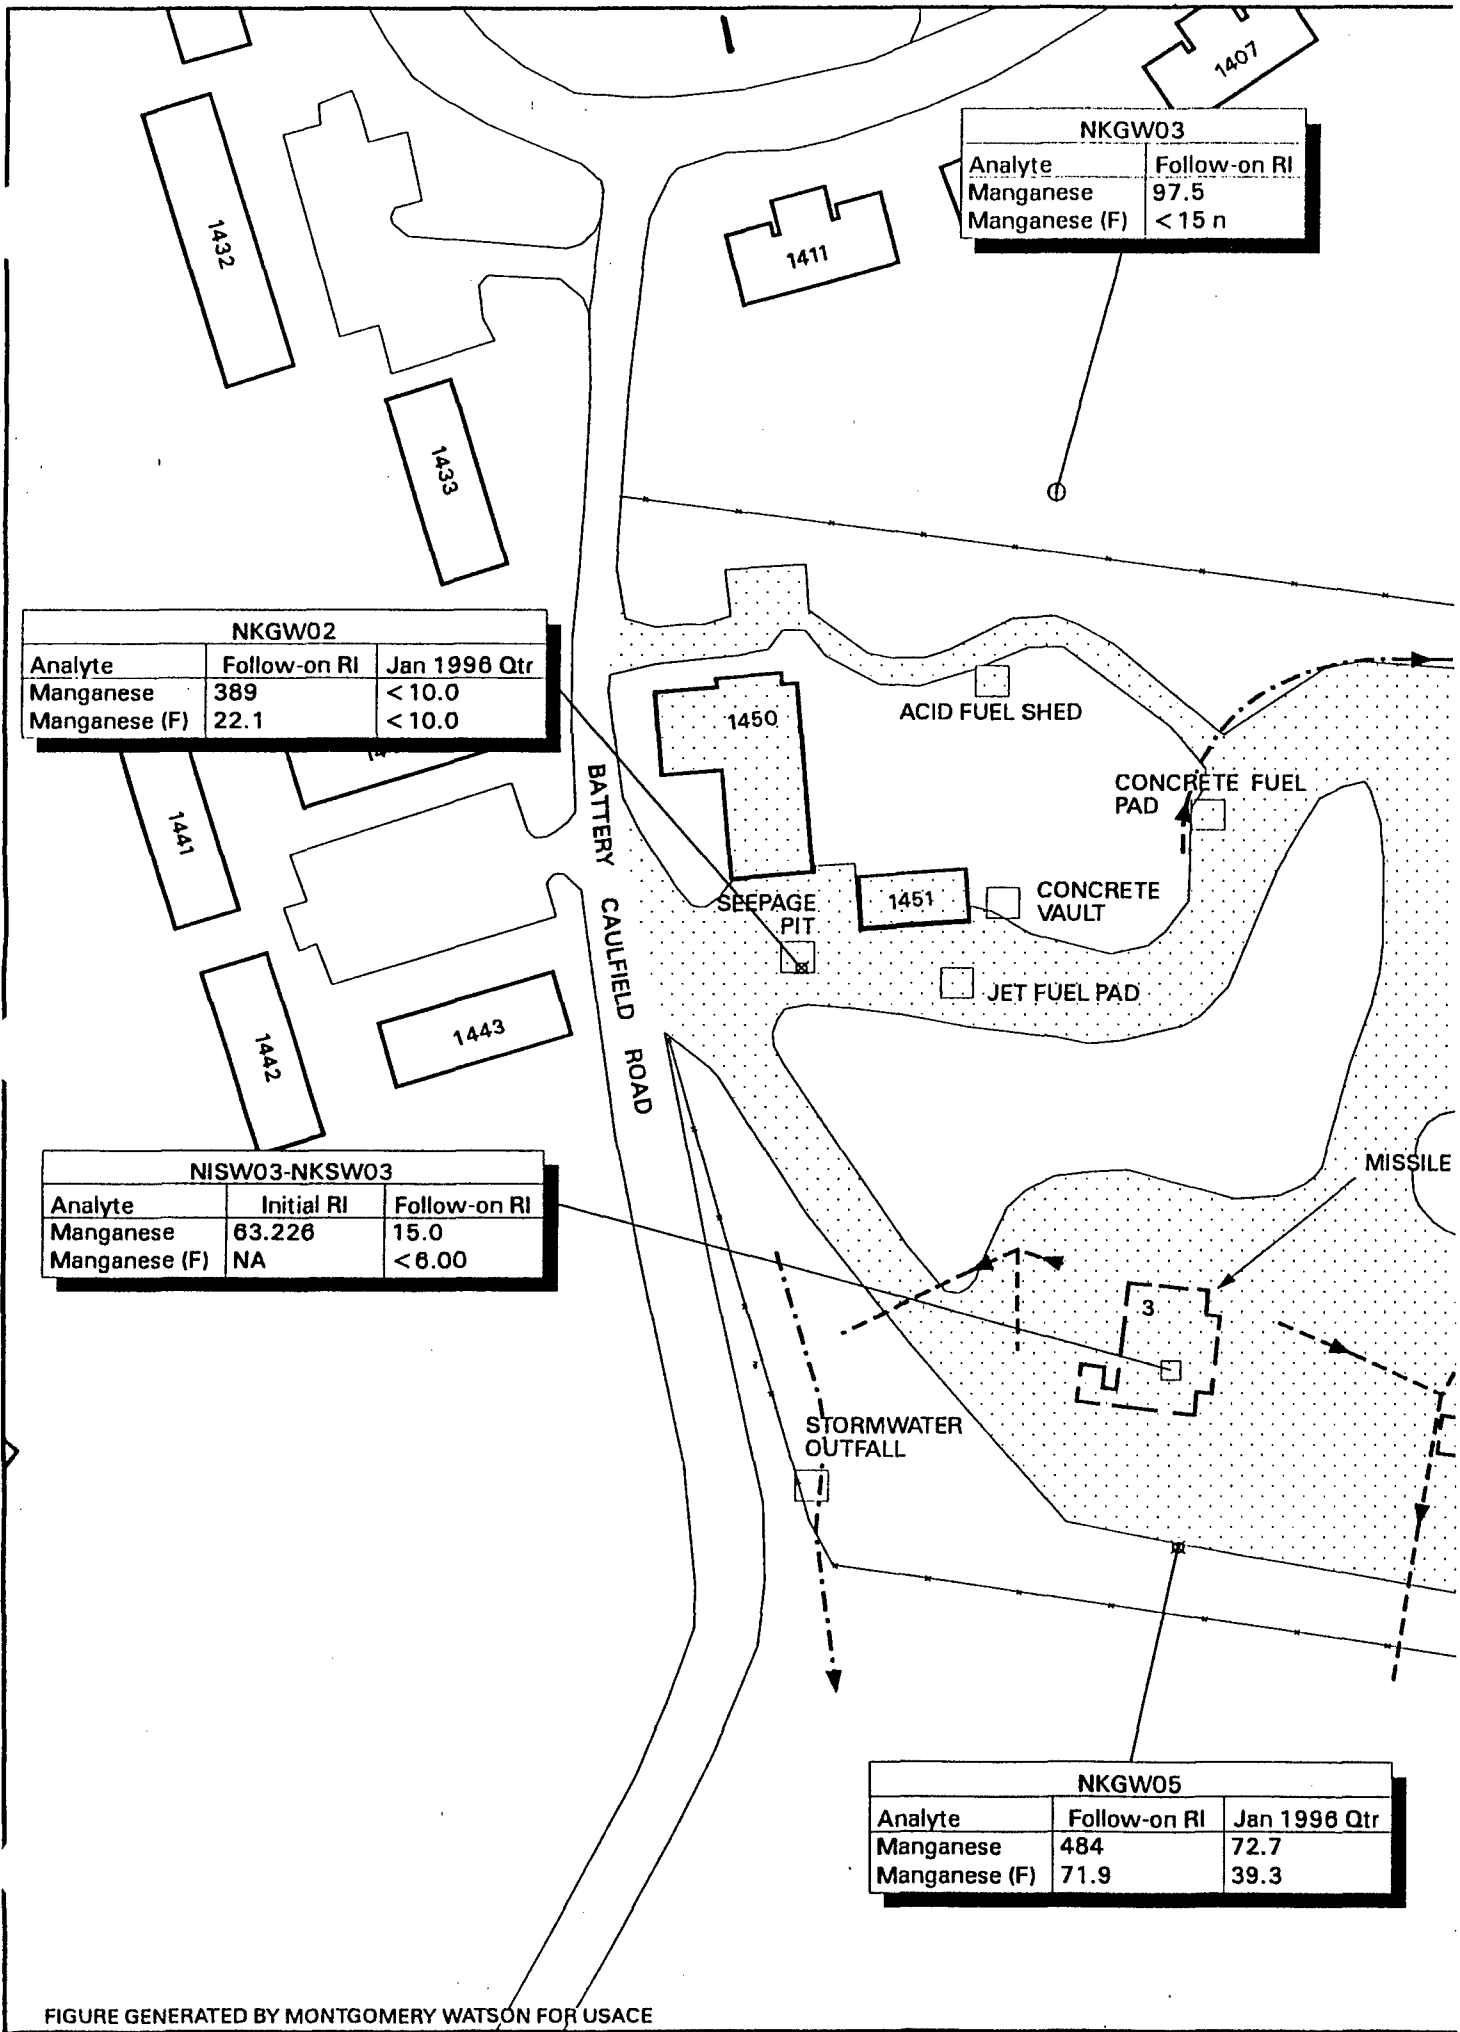 1407
NKGW03
Analyte Follow-on RI
Manganese 97.5
Manganese (F) <15 n
1432
1411
1433
NKGW02
Analyte Follow-on RI Jan 1996 Qtr
Manganese 389 <10.0
Manganese (F) 22.1 <10.0
1450
ACID FUEL SHED
CONCRETE FUEL
PAD
BATTERY CAULFIELD ROAD
1441
1451
CONCRETE
VAULT
SEEPAGE
PIT
JET FUEL PAD
1443
1442
NISW03-NKSW03
Analyte Initial RI Follow-on RI
Manganese 63.226 15.0
Manganese (F) NA <6.00
MISSILE
3
STORMWATER
OUTFALL
NKGW05
Analyte Follow-on RI Jan 1996 Qtr
Manganese 484 72.7
Manganese (F) 71.9 39.3
FIGURE GENERATED BY MONTGOMERY WATSON FOR USACE